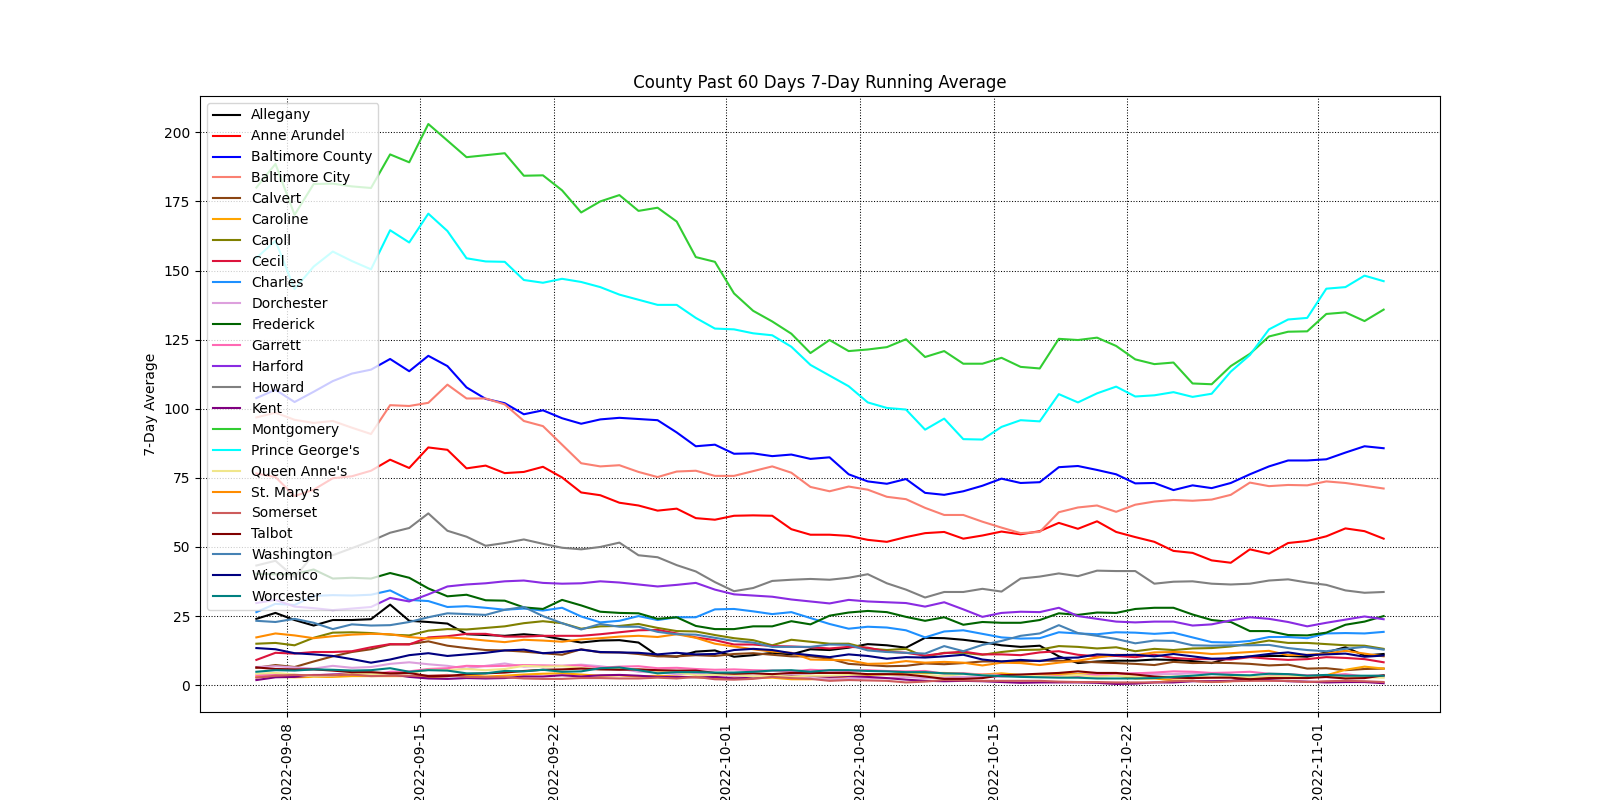 County Past 60 Days 7-Day Running Average
7-Day Average
200
175
150
125
100
75
50
25
0
Allegany
Anne Arundel
Baltimore County
Baltimore City
Calvert
Caroline
Caroll
Cecil
Charles
Dorchester
Frederick
Garrett
Harford
Howard
Kent
Montgomery
Prince George's
Queen Anne's
St. Mary's
Somerset
Talbot
Washington
Wicomico
Worcester
2022-09-08
2022-09-15
2022-09-22
2022-10-01
2022-10-08
2022-10-15
2022-10-22
2022-11-01